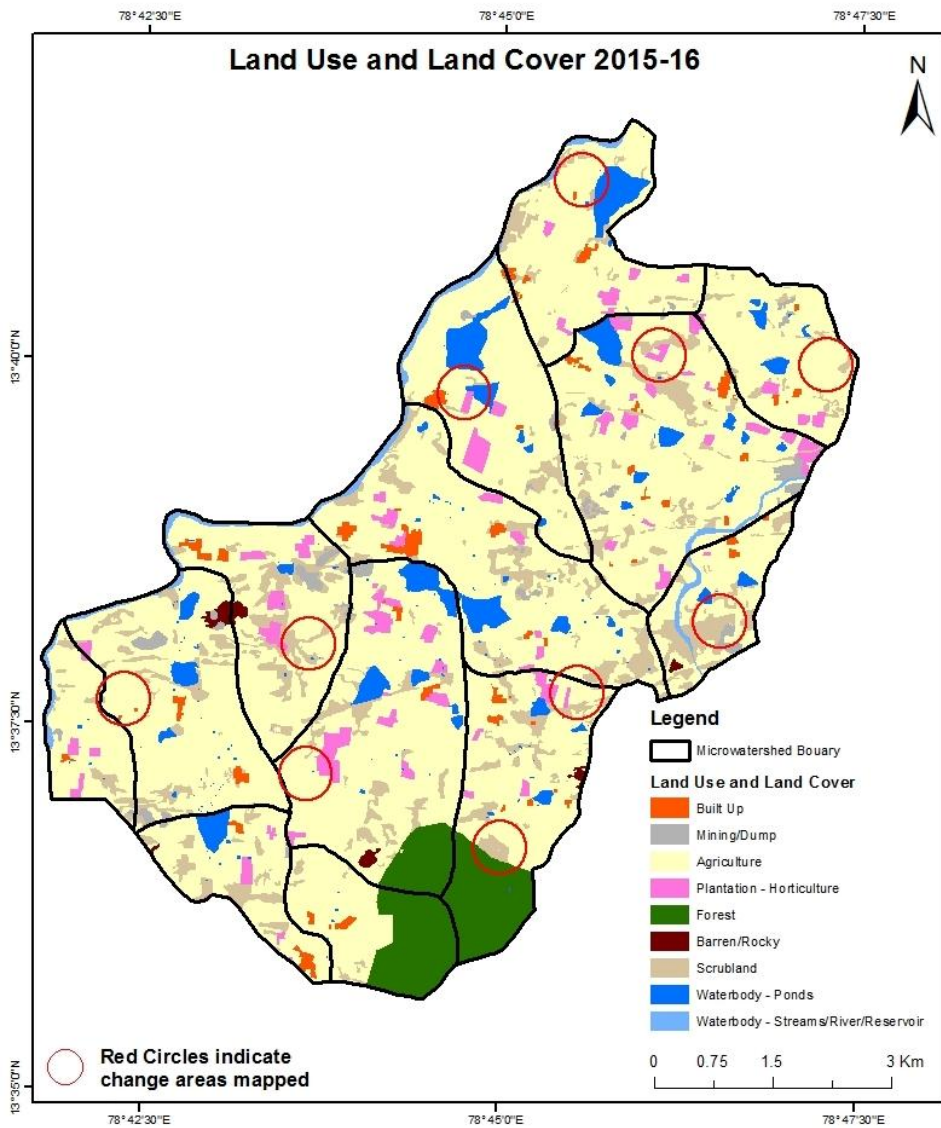 78°42'30"E 78°45'0"E 78°47'30"E
Land Use and Land Cover 2015-16
N
13°40'0"N
13°37'30"N
13°35'0"N
Legend
Microwatershed Bouary
Land Use and Land Cover
Built Up
Mining/Dump
Agriculture
Plantation - Horticulture
Forest
Barren/Rocky
Scrubland
Waterbody - Ponds
Waterbody - Streams/River/Reservoir
Red Circles indicate
change areas mapped
0 0.75 1.5 3 Km
78°42'30"E 78°45'0"E 78°47'30"E